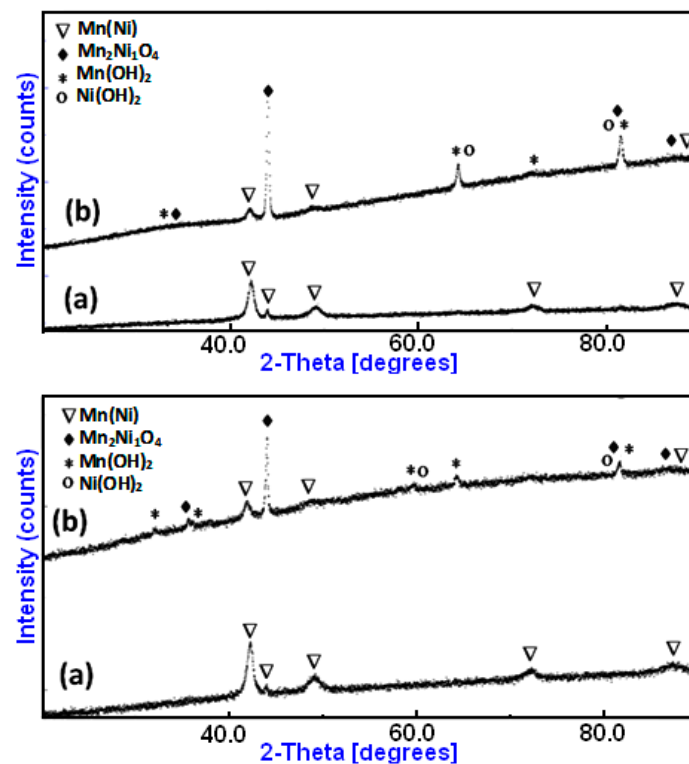 ▽ Mn(Ni)
♦ Mn₂Ni₁O₄
* Mn(OH)₂
o Ni(OH)₂
Intensity (counts)
(b)
(a)
40.0 60.0 80.0
2-Theta [degrees]
▽ Mn(Ni)
♦ Mn₂Ni₁O₄
* Mn(OH)₂
o Ni(OH)₂
Intensity (counts)
(b)
(a)
40.0 60.0 80.0
2-Theta [degrees]